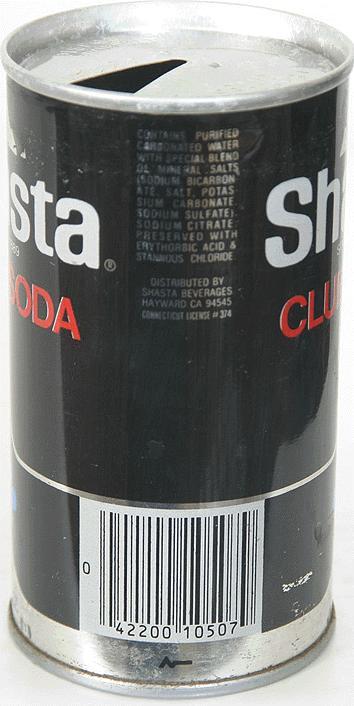 CONTAINS PURIFIED
CARBONATED WATER
WITH SPECIAL BLEND
OF MINERAL SALTS
(SODIUM BICARBON
ATE, SALT, POTAS
SIUM CARBONATE,
SODIUM SULFATE)
SODIUM CITRATE
PRESERVED WITH
ERYTHORBIC ACID &
STANNOUS CHLORIDE
DISTRIBUTED BY
SHASTA BEVERAGES
HAYWARD CA 94545
CONNECTICUT LICENSE # 374
sta®
SODA
Sh
CLU
0
42200 10507